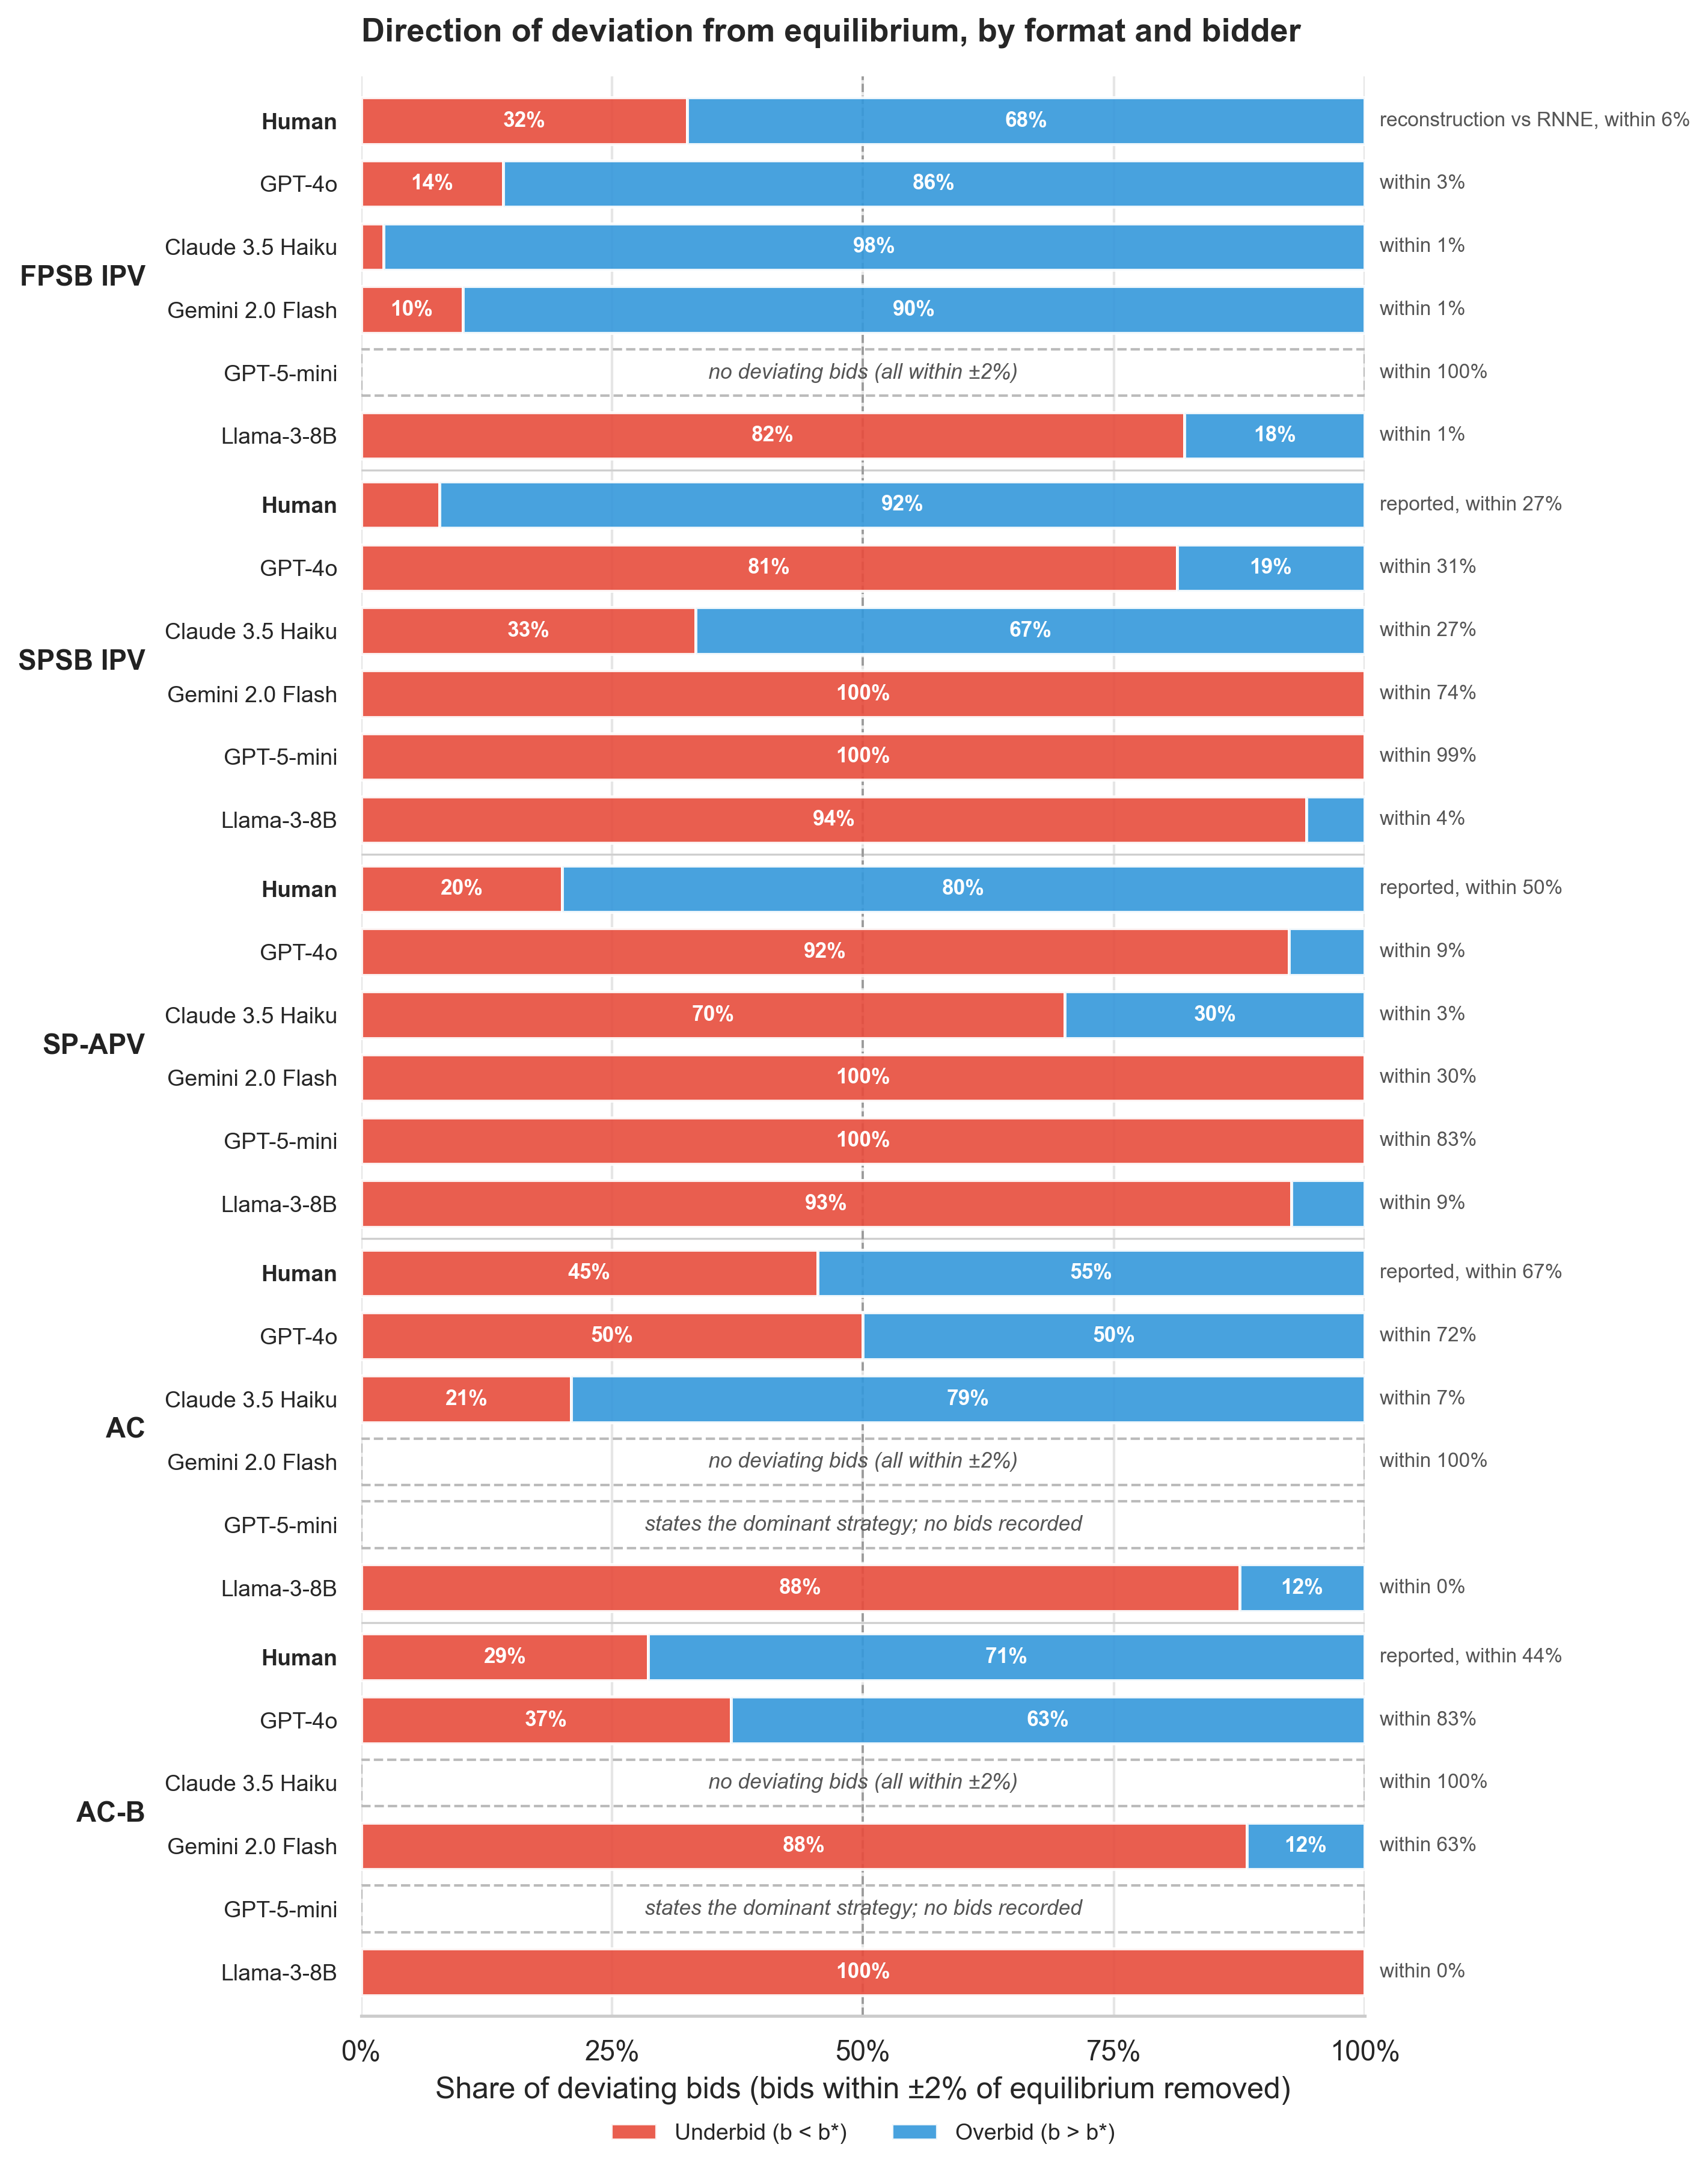 Direction of deviation from equilibrium, by format and bidder
FPSB IPV
Human 32% 68% reconstruction vs RNNE, within 6%
GPT-4o 14% 86% within 3%
Claude 3.5 Haiku 98% within 1%
Gemini 2.0 Flash 10% 90% within 1%
GPT-5-mini no deviating bids (all within ±2%) within 100%
Llama-3-8B 82% 18% within 1%
SPSB IPV
Human 92% reported, within 27%
GPT-4o 81% 19% within 31%
Claude 3.5 Haiku 33% 67% within 27%
Gemini 2.0 Flash 100% within 74%
GPT-5-mini 100% within 99%
Llama-3-8B 94% within 4%
SP-APV
Human 20% 80% reported, within 50%
GPT-4o 92% within 9%
Claude 3.5 Haiku 70% 30% within 3%
Gemini 2.0 Flash 100% within 30%
GPT-5-mini 100% within 83%
Llama-3-8B 93% within 9%
AC
Human 45% 55% reported, within 67%
GPT-4o 50% 50% within 72%
Claude 3.5 Haiku 21% 79% within 7%
Gemini 2.0 Flash no deviating bids (all within ±2%) within 100%
GPT-5-mini states the dominant strategy; no bids recorded
Llama-3-8B 88% 12% within 0%
AC-B
Human 29% 71% reported, within 44%
GPT-4o 37% 63% within 83%
Claude 3.5 Haiku no deviating bids (all within ±2%) within 100%
Gemini 2.0 Flash 88% 12% within 63%
GPT-5-mini states the dominant strategy; no bids recorded
Llama-3-8B 100% within 0%
0% 25% 50% 75% 100%
Share of deviating bids (bids within ±2% of equilibrium removed)
Underbid (b < b*) Overbid (b > b*)